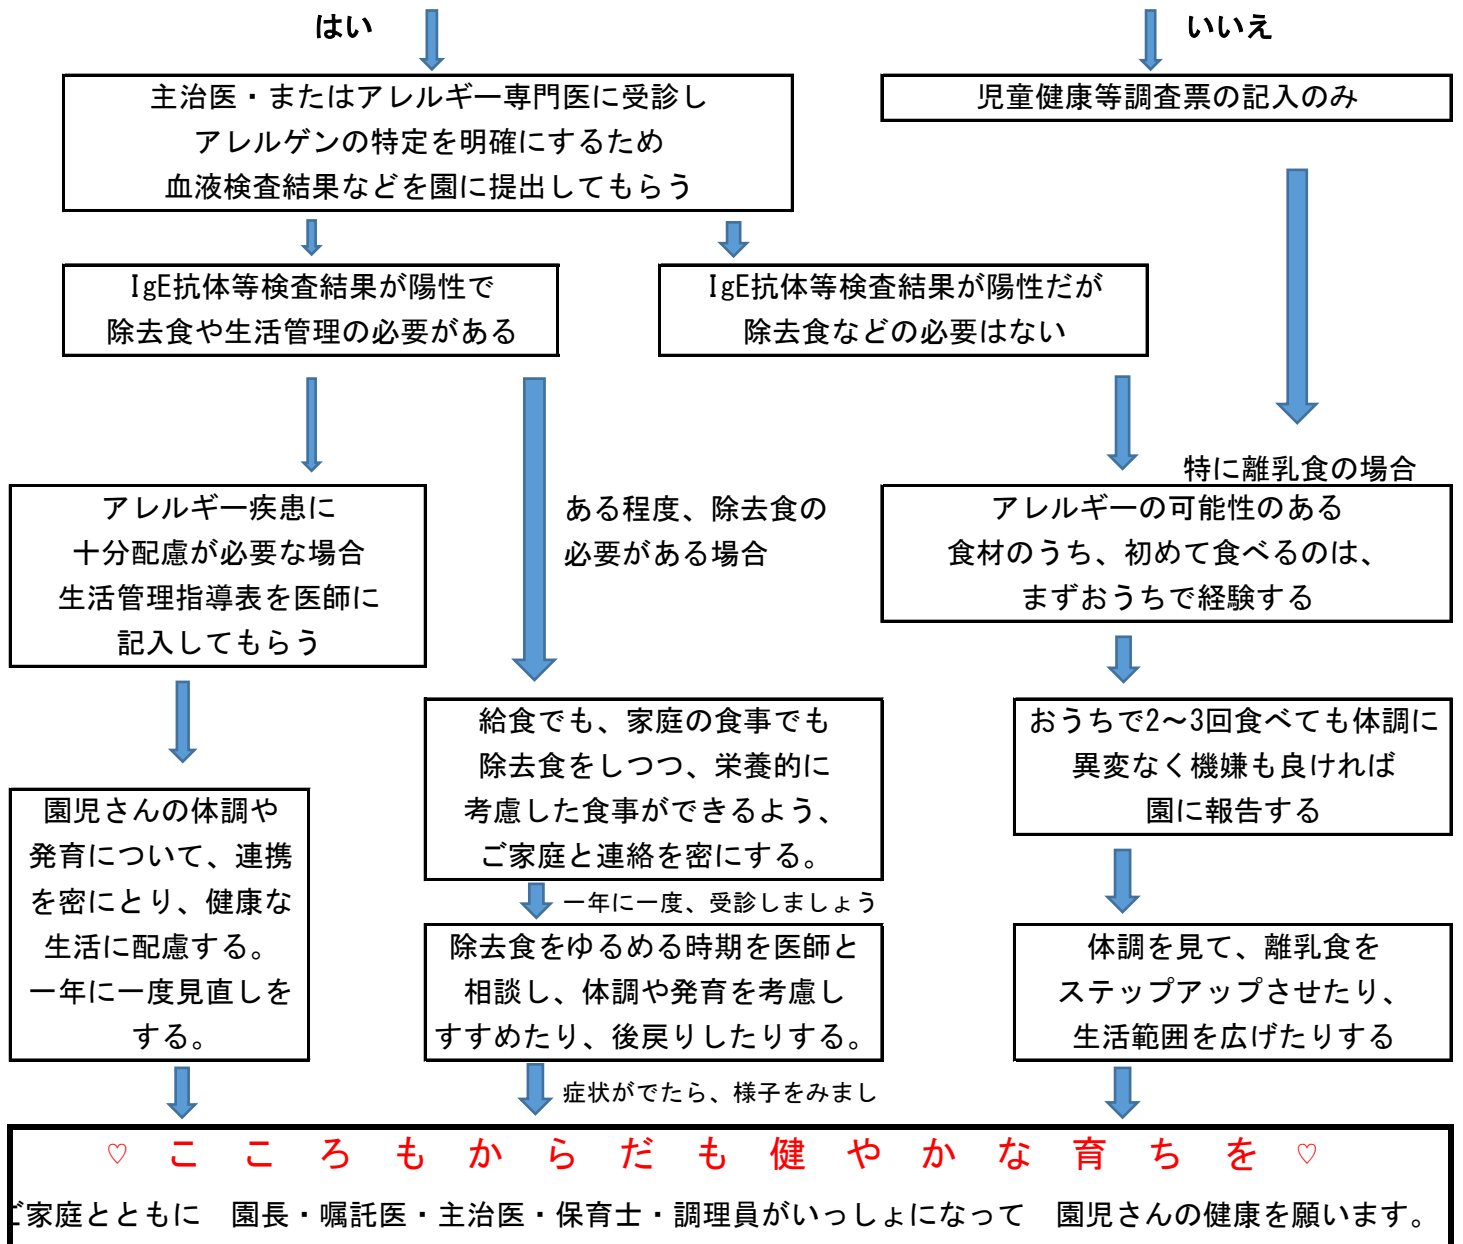 はい
いいえ
主治医・またはアレルギー専門医に受診し
アレルゲンの特定を明確にするため
血液検査結果などを園に提出してもらう
児童健康等調査票の記入のみ
IgE抗体等検査結果が陽性で
除去食や生活管理の必要がある
IgE抗体等検査結果が陽性だが
除去食などの必要はない
アレルギー疾患に
十分配慮が必要な場合
生活管理指導表を医師に
記入してもらう
ある程度、除去食の
必要がある場合
特に離乳食の場合
アレルギーの可能性のある
食材のうち、初めて食べるのは、
まずおうちで経験する
園児さんの体調や
発育について、連携
を密にとり、健康な
生活に配慮する。
一年に一度見直しを
する。
給食でも、家庭の食事でも
除去食をしつつ、栄養的に
考慮した食事ができるよう、
ご家庭と連絡を密にする。
一年に一度、受診しましょう
除去食をゆるめる時期を医師と
相談し、体調や発育を考慮し
すすめたり、後戻りしたりする。
症状がでたら、様子をみまし
おうちで2～3回食べても体調に
異変なく機嫌も良ければ
園に報告する
体調を見て、離乳食を
ステップアップさせたり、
生活範囲を広げたりする
♡ こ こ ろ も か ら だ も 健 や か な 育 ち を ♡
ご家庭とともに　園長・嘱託医・主治医・保育士・調理員がいっしょになって　園児さんの健康を願います。